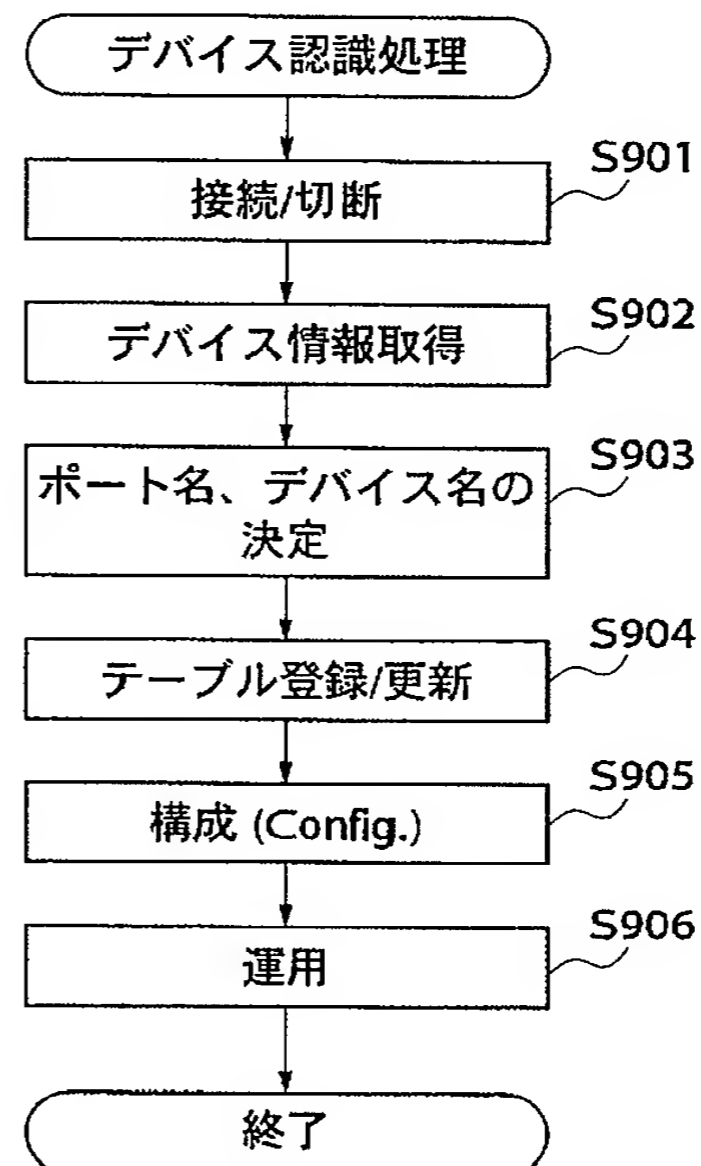 デバイス認識処理
S901
接続/切断
S902
デバイス情報取得
S903
ポート名、デバイス名の
決定
S904
テーブル登録/更新
S905
構成 (Config.)
S906
運用
終了